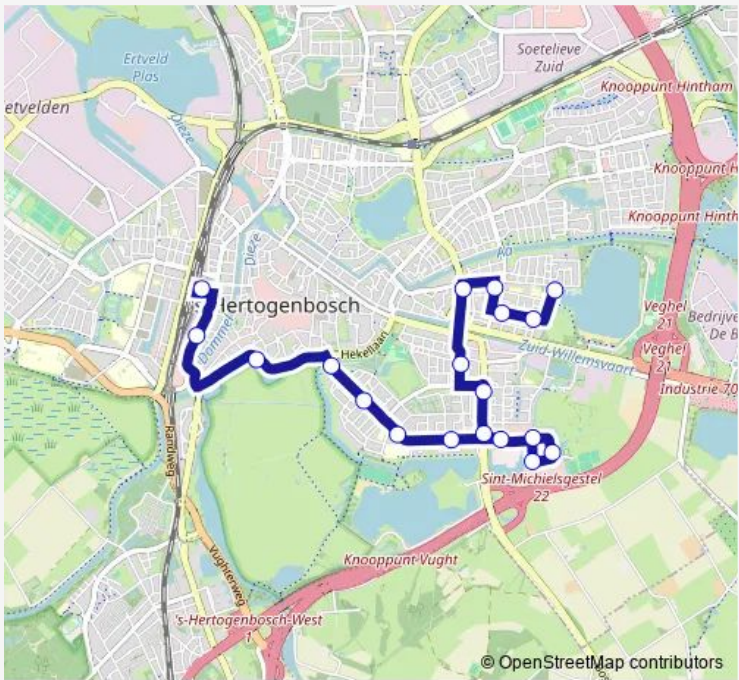 Ertveld
Plas
Soetelieve
Zuid
Knooppunt Hintham
etvelden
Dieze
Knooppunt H
Knooppunt Hinth
Aa
Dieze
Hertogenbosch
Dommel
Hekellaan
Zuid-Willemsvaart
Veghel
21
Bedrijve
De B
Veghel
21
Industrie 70
Randweg
Sint-Michielsgestel
22
Knooppunt Vught
Vughterweg
's-Hertogenbosch-West
1
© OpenStreetMap contributors